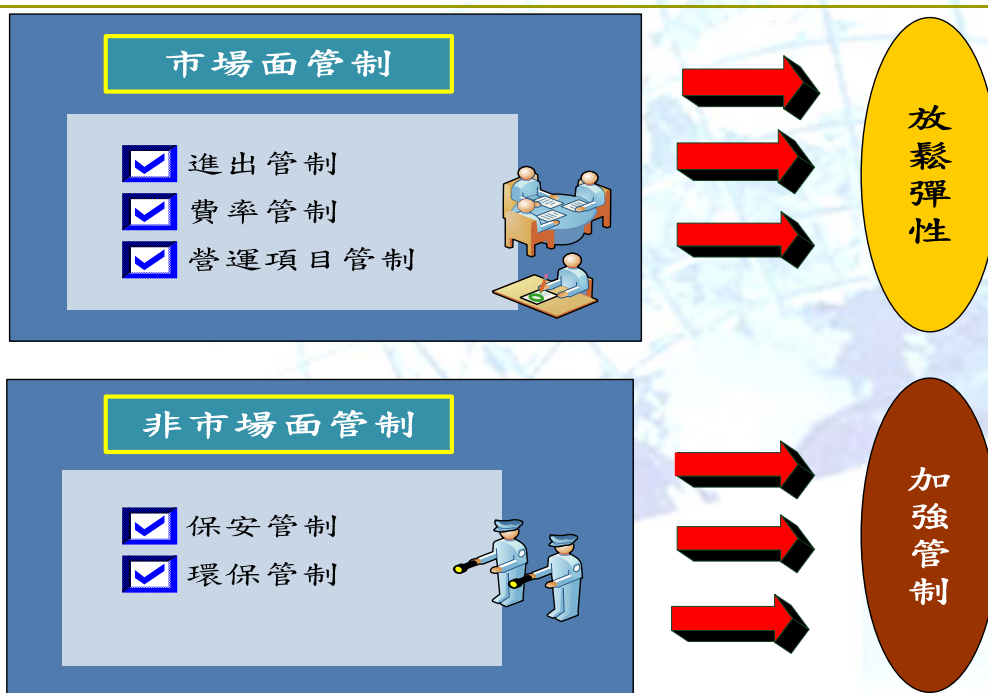 市場面管制
進出管制
費率管制
營運項目管制
放鬆彈性
非市場面管制
保安管制
環保管制
加強管制